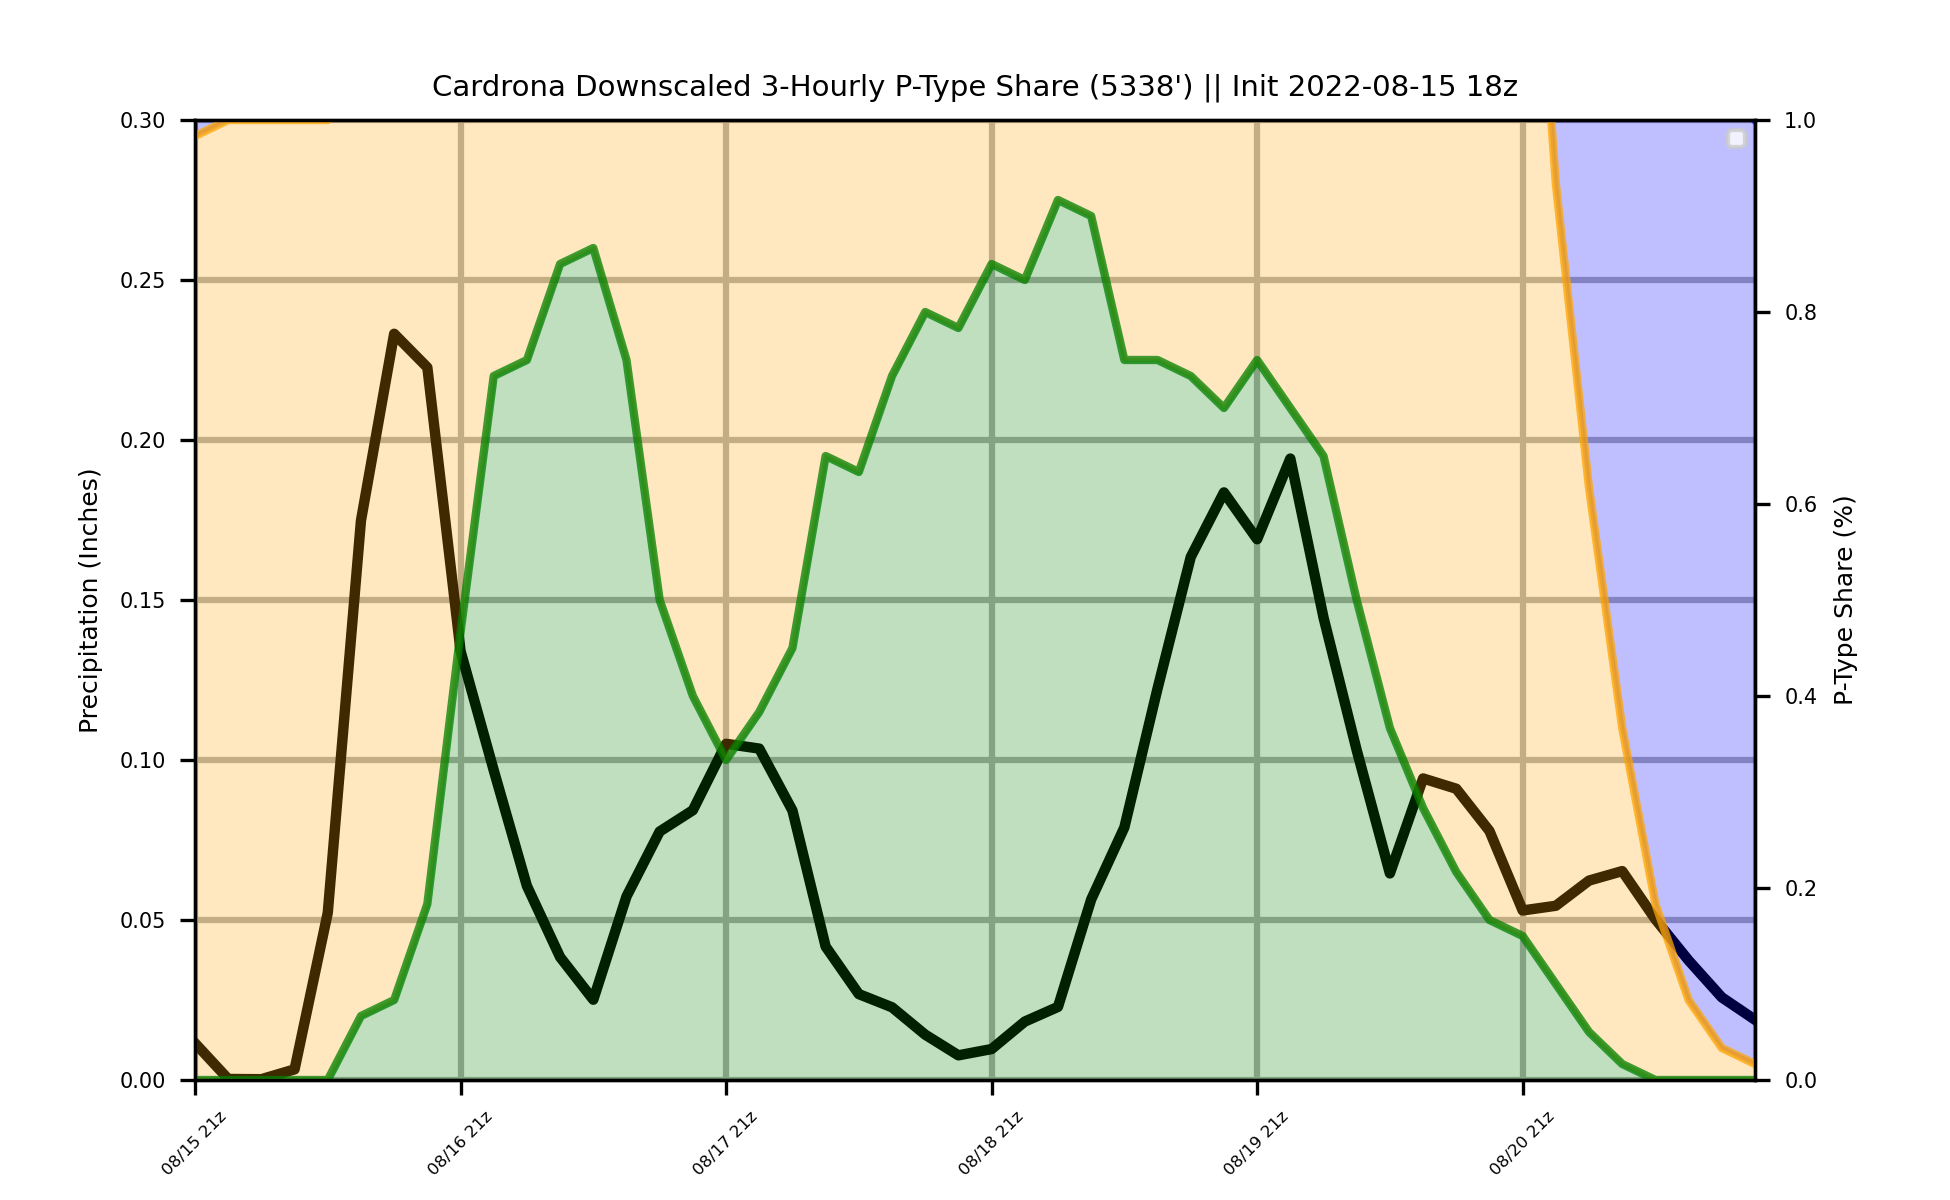 Cardrona Downscaled 3-Hourly P-Type Share (5338') || Init 2022-08-15 18z
0.30
0.25
0.20
0.15
0.10
0.05
0.00
Precipitation (Inches)
1.0
0.8
0.6
0.4
0.2
0.0
P-Type Share (%)
08/15 21z
08/16 21z
08/17 21z
08/18 21z
08/19 21z
08/20 21z